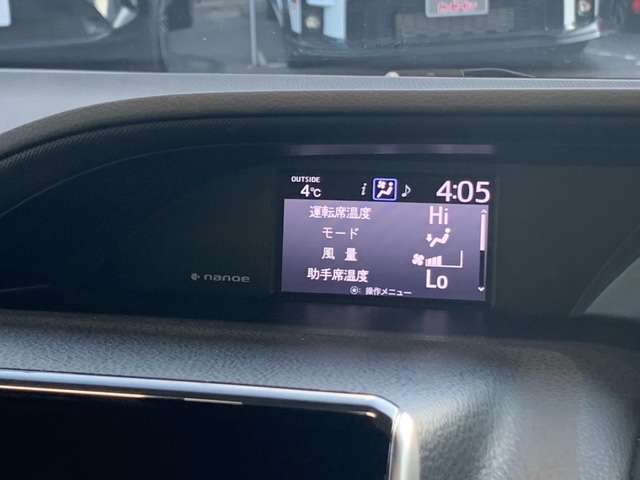 OUTSIDE
4℃ i 4:05
運転席温度 Hi
モード
風量
助手席温度 Lo
nanoe
◉: 操作メニュー